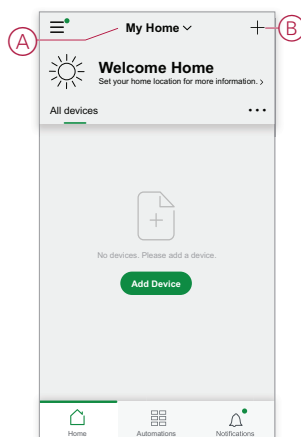 A
My Home
B
Welcome Home
Set your home location for more information. >
All devices
No devices. Please add a device.
Add Device
Home
Automations
Notifications